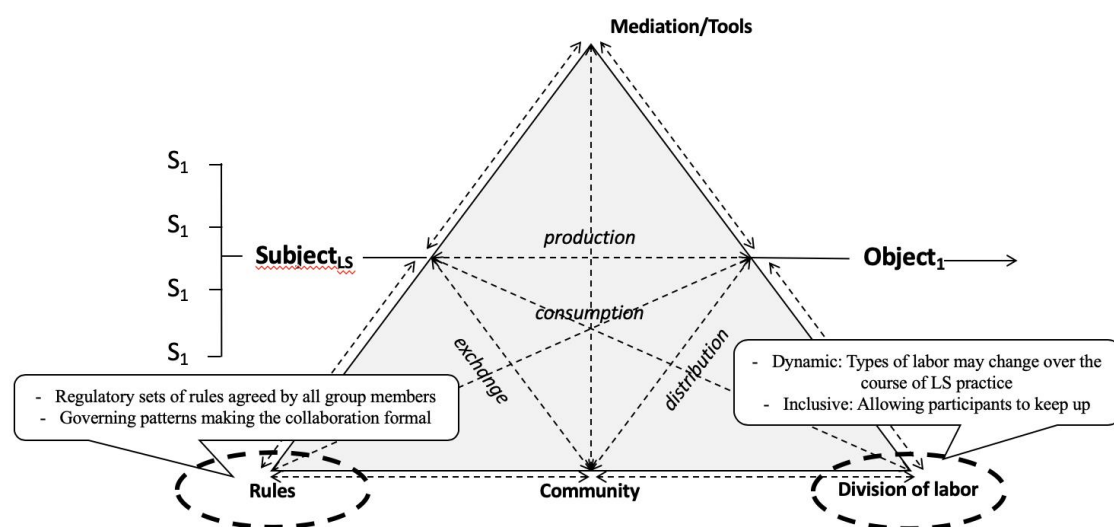 Mediation/Tools
S1
S1
production
SubjectLS
Object1
S1
consumption
S1
exchange
distribution
- Dynamic: Types of labor may change over the
course of LS practice
- Inclusive: Allowing participants to keep up
- Regulatory sets of rules agreed by all group members
- Governing patterns making the collaboration formal
Rules
Community
Division of labor